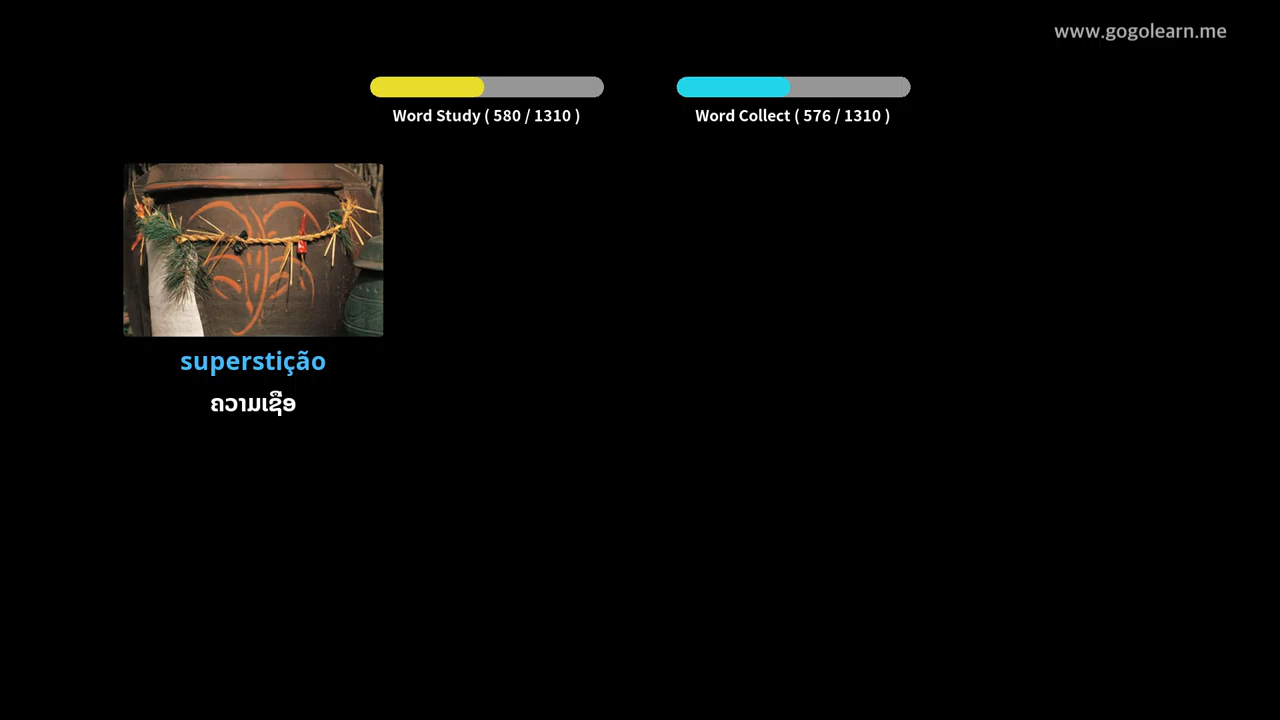 www.gogolearn.me
Word Study ( 580 / 1310 )
Word Collect ( 576 / 1310 )
superstição
ຄວາມເຊື່ອ